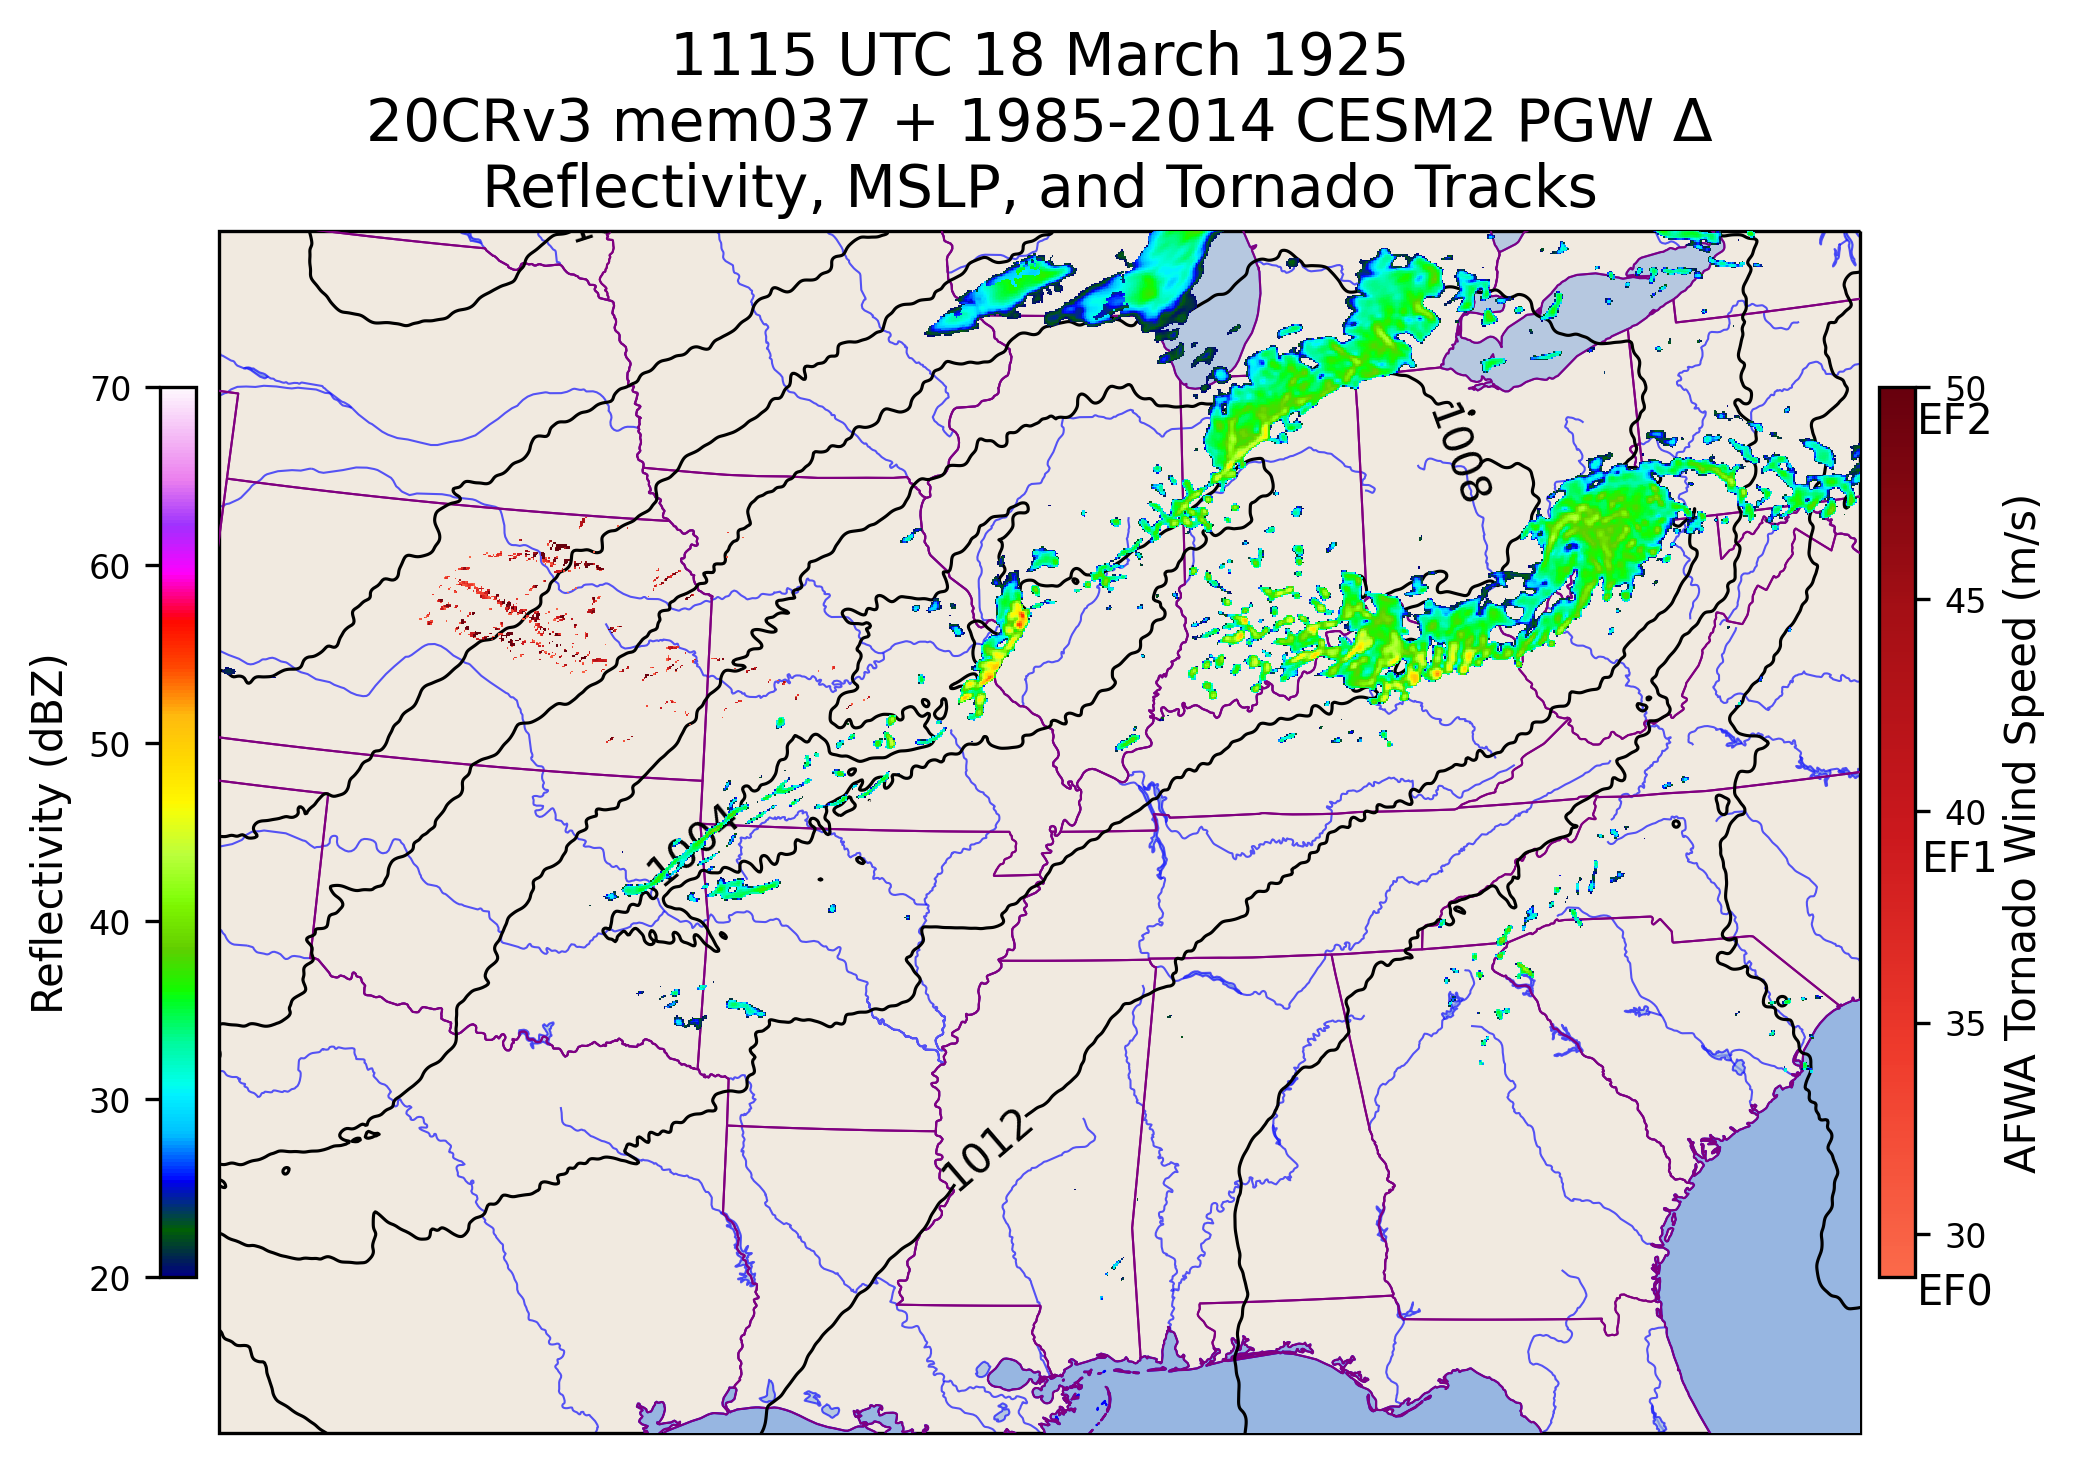 1115 UTC 18 March 1925
20CRv3 mem037 + 1985-2014 CESM2 PGW Δ
Reflectivity, MSLP, and Tornado Tracks
70
60
50
40
30
20
Reflectivity (dBZ)
1008
1004
1012
50
EF2
45
40
EF1
35
30
EF0
AFWA Tornado Wind Speed (m/s)